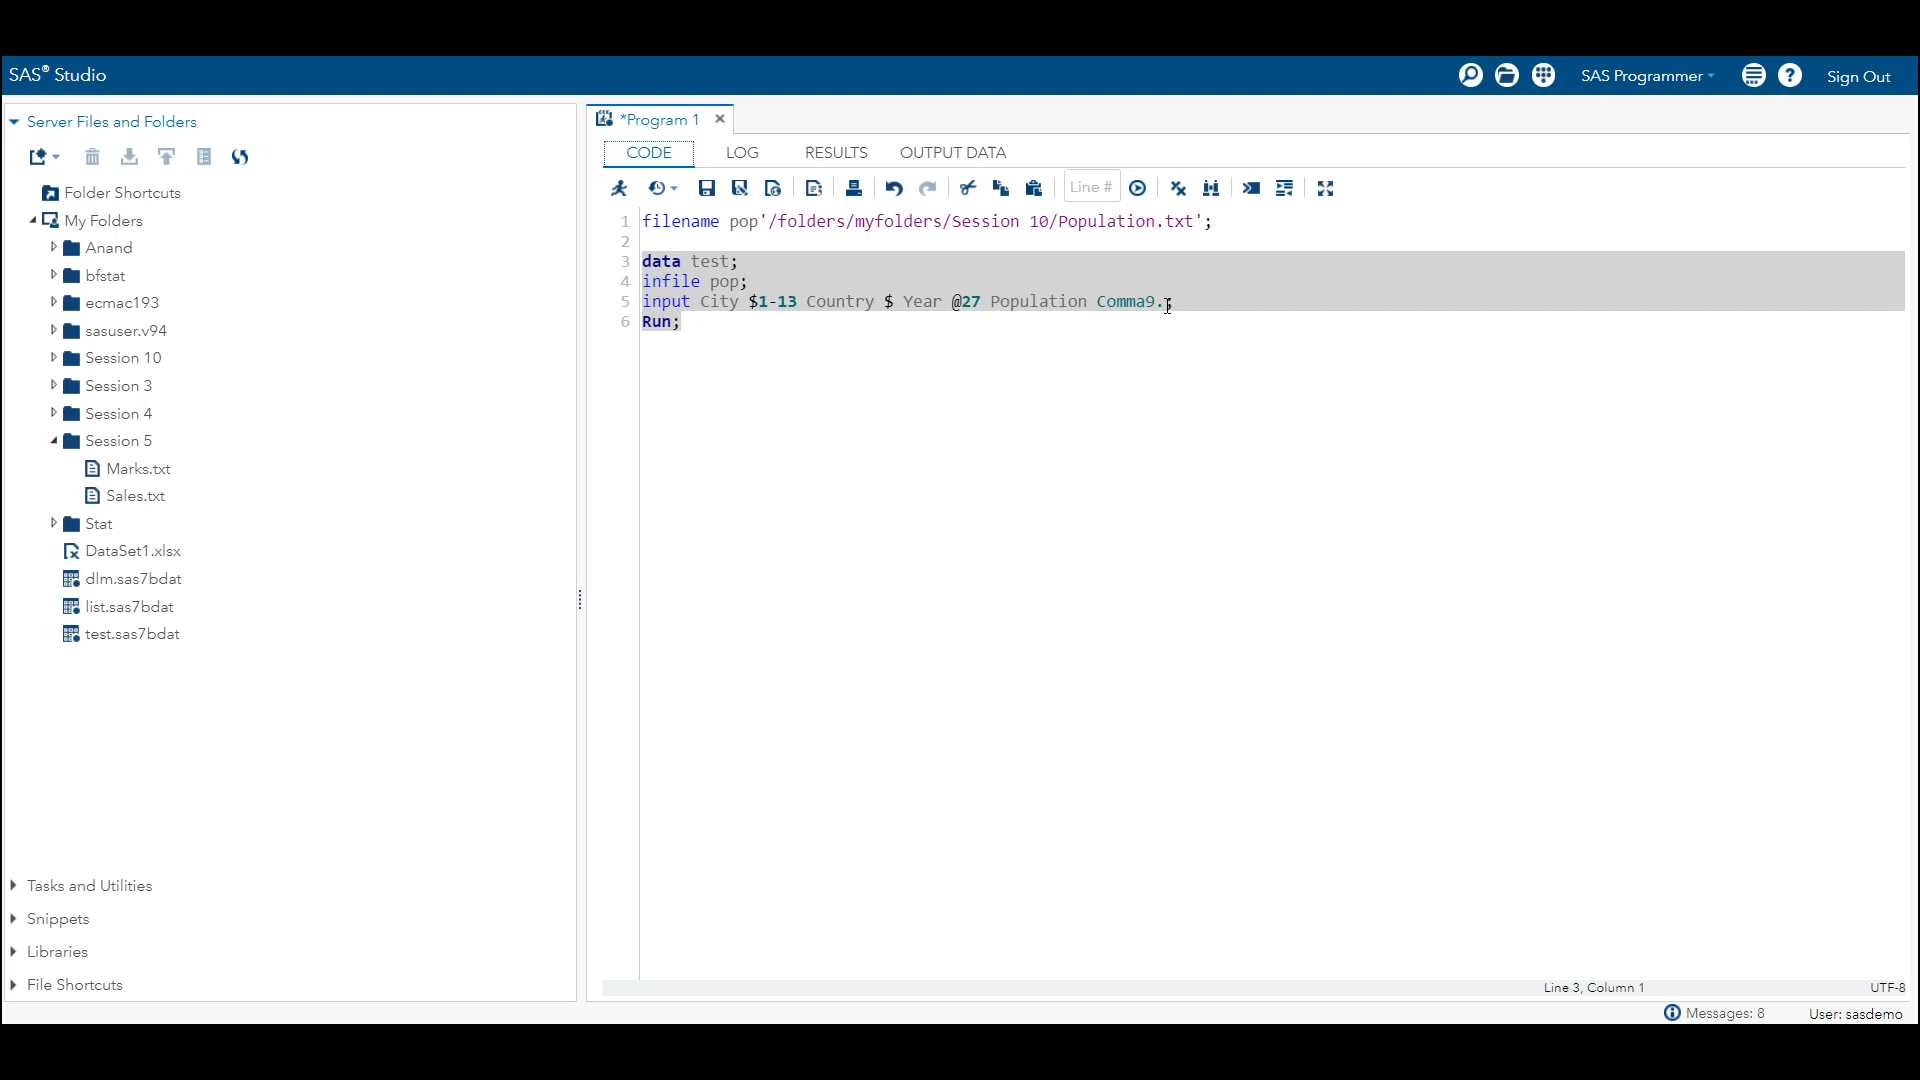 SAS® Studio
SAS Programmer
Sign Out
Server Files and Folders
Folder Shortcuts
My Folders
Anand
bfstat
ecmac193
sasuser.v94
Session 10
Session 3
Session 4
Session 5
Marks.txt
Sales.txt
Stat
DataSet1.xlsx
dlm.sas7bdat
list.sas7bdat
test.sas7bdat
Tasks and Utilities
Snippets
Libraries
File Shortcuts
*Program 1
CODE LOG RESULTS OUTPUT DATA
Line #
1 filename pop'/folders/myfolders/Session 10/Population.txt';
2
3 data test;
4 infile pop;
5 input City $1-13 Country $ Year @27 Population Comma9.;
6 Run;
Line 3, Column 1
UTF-8
Messages: 8
User: sasdemo